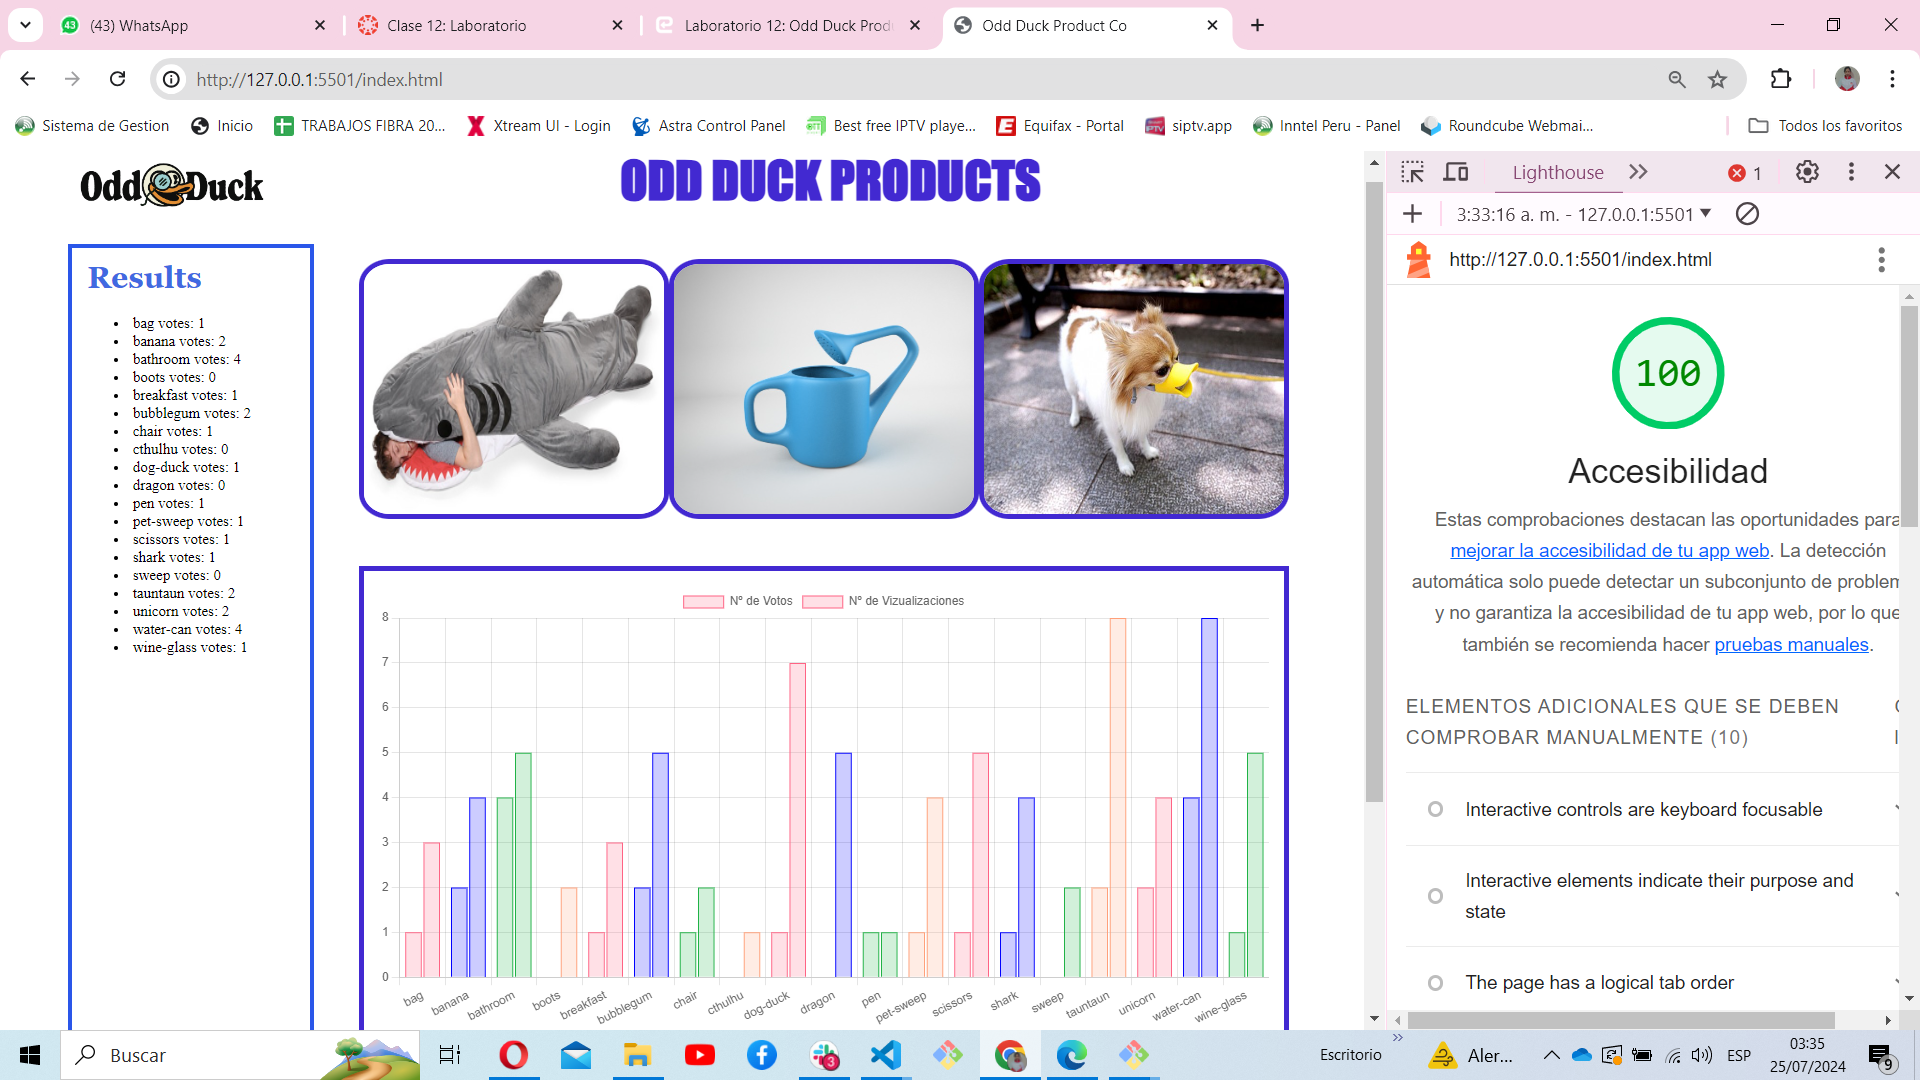 43
(43) WhatsApp
Clase 12: Laboratorio
Laboratorio 12: Odd Duck Prod
Odd Duck Product Co
http://127.0.0.1:5501/index.html
Sistema de Gestion
Inicio
TRABAJOS FIBRA 20...
Xtream UI - Login
Astra Control Panel
Best free IPTV playe...
Equifax - Portal
siptv.app
Inntel Peru - Panel
Roundcube Webmai...
Todos los favoritos
Odd Duck
ODD DUCK PRODUCTS
Results
bag votes: 1
banana votes: 2
bathroom votes: 4
boots votes: 0
breakfast votes: 1
bubblegum votes: 2
chair votes: 1
cthulhu votes: 0
dog-duck votes: 1
dragon votes: 0
pen votes: 1
pet-sweep votes: 1
scissors votes: 1
shark votes: 1
sweep votes: 0
tauntaun votes: 2
unicorn votes: 2
water-can votes: 4
wine-glass votes: 1
Nº de Votos
Nº de Vizualizaciones
8
7
6
5
4
3
2
1
0
bag
banana
bathroom
boots
breakfast
bubblegum
chair
cthulhu
dog-duck
dragon
pen
pet-sweep
scissors
shark
sweep
tauntaun
unicorn
water-can
wine-glass
Lighthouse
1
3:33:16 a. m. - 127.0.0.1:5501
http://127.0.0.1:5501/index.html
100
Accesibilidad
Estas comprobaciones destacan las oportunidades para
mejorar la accesibilidad de tu app web. La detección
automática solo puede detectar un subconjunto de problem
y no garantiza la accesibilidad de tu app web, por lo que
también se recomienda hacer pruebas manuales.
ELEMENTOS ADICIONALES QUE SE DEBEN
COMPROBAR MANUALMENTE (10)
Interactive controls are keyboard focusable
Interactive elements indicate their purpose and
state
The page has a logical tab order
Buscar
3
Escritorio
Aler...
ESP
03:35
25/07/2024
9